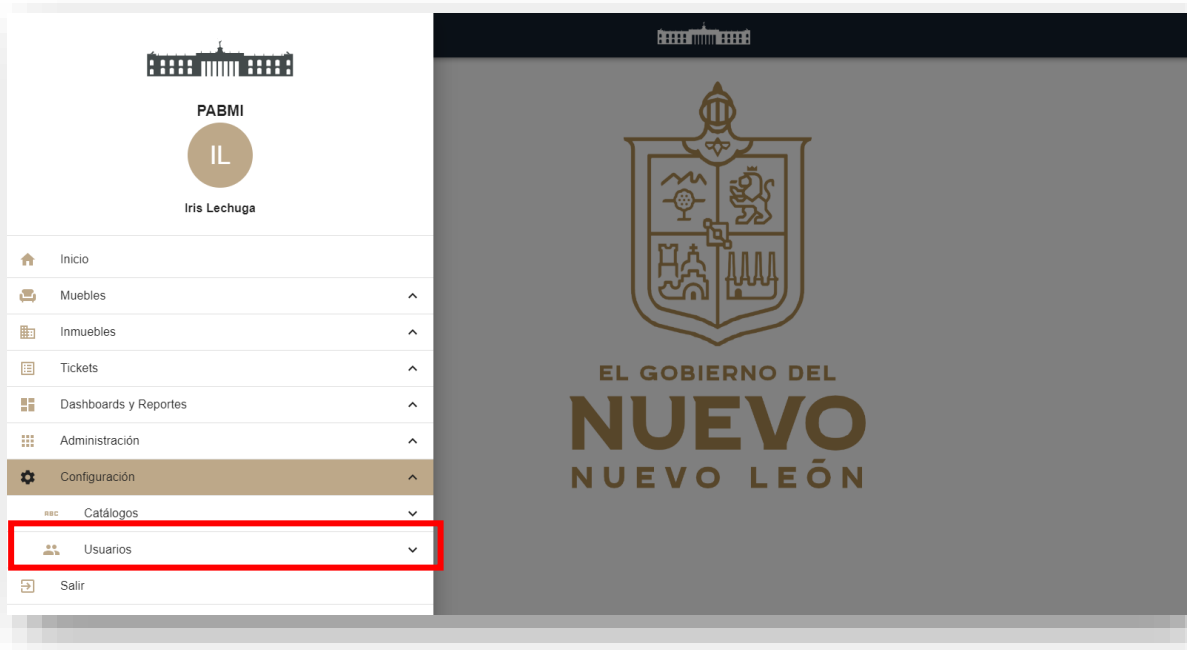 PABMI
IL
Iris Lechuga
Inicio
Muebles
Inmuebles
Tickets
Dashboards y Reportes
Administración
Configuración
ABC Catálogos
Usuarios
Salir
EL GOBIERNO DEL
NUEVO
NUEVO LEÓN